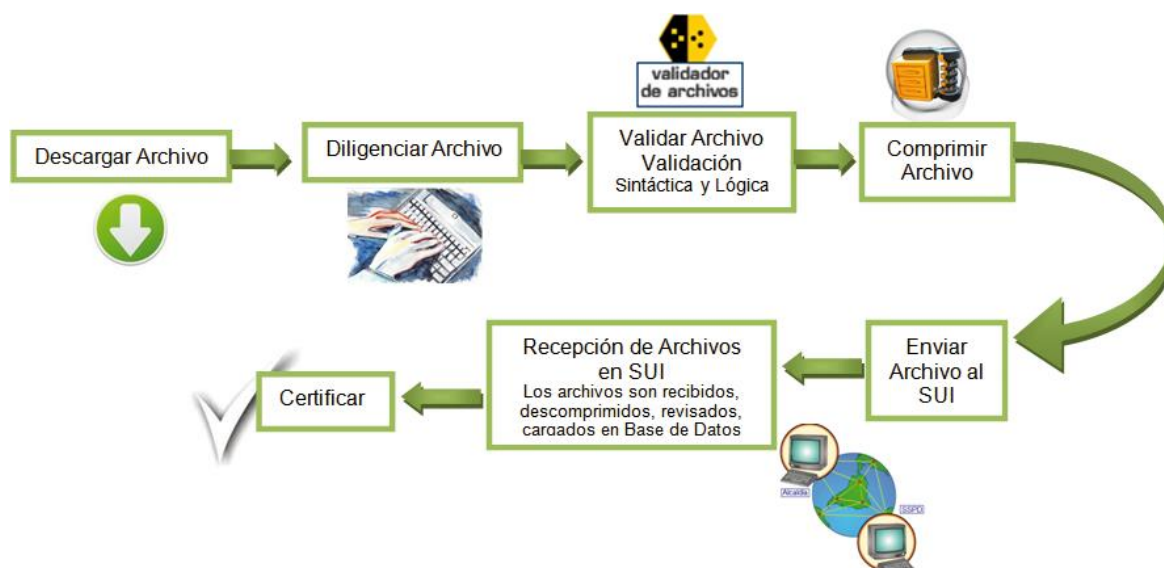 validador
de archivos
Descargar Archivo
Diligenciar Archivo
Validar Archivo
Validación
Sintáctica y Lógica
Comprimir
Archivo
Enviar
Archivo al
SUI
Recepción de Archivos
en SUI
Los archivos son recibidos,
descomprimidos, revisados,
cargados en Base de Datos
Certificar
Alcaldía
SSPD